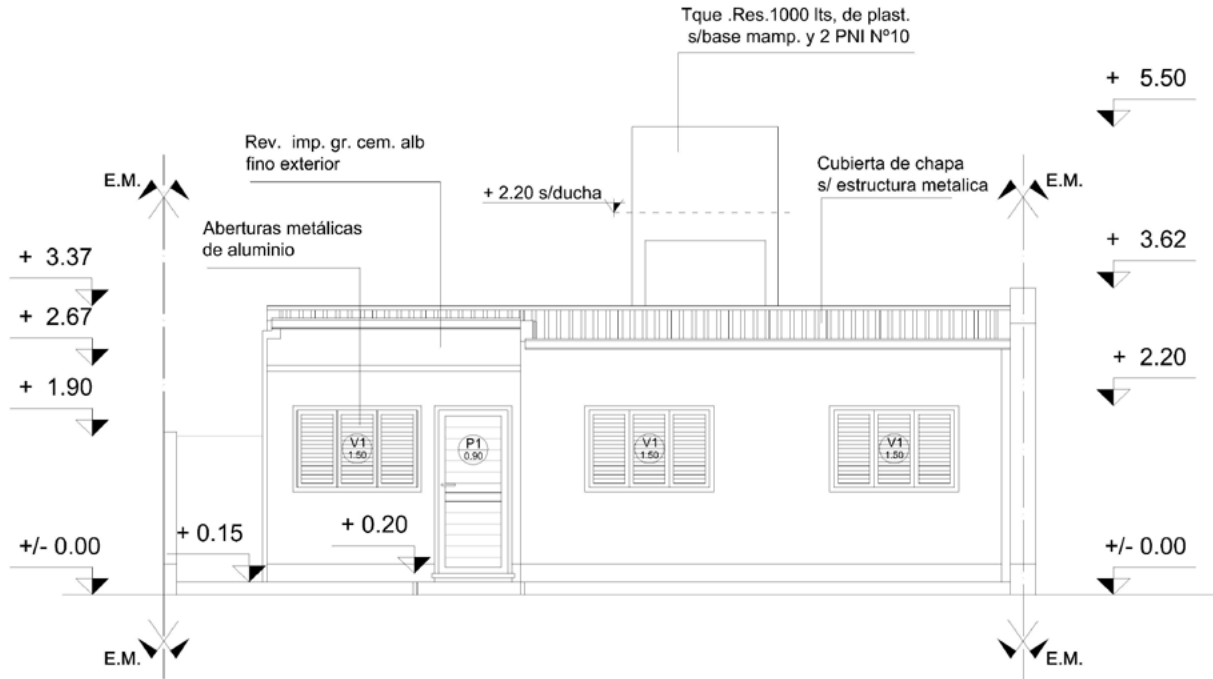 Tque .Res.1000 lts, de plast.
s/base mamp. y 2 PNI Nº10
+ 5.50
Rev. imp. gr. cem. alb
fino exterior
Cubierta de chapa
s/ estructura metalica
E.M.
+ 2.20 s/ducha
E.M.
Aberturas metálicas
de aluminio
+ 3.37
+ 3.62
+ 2.67
+ 2.20
+ 1.90
V1
1.50
P1
0.90
V1
1.50
V1
1.50
+ 0.15
+ 0.20
+/- 0.00
+/- 0.00
E.M.
E.M.